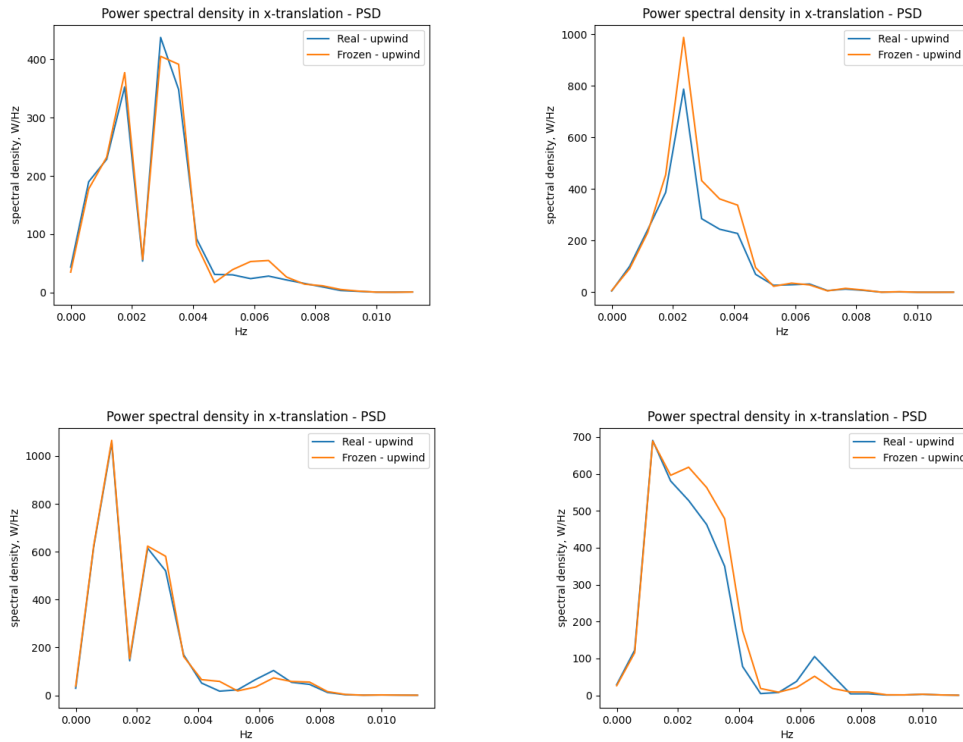 Power spectral density in x-translation - PSD
Real - upwind
Frozen - upwind
spectral density, W/Hz
400
300
200
100
0
0.000 0.002 0.004 0.006 0.008 0.010
Hz
Power spectral density in x-translation - PSD
Real - upwind
Frozen - upwind
spectral density, W/Hz
1000
800
600
400
200
0
0.000 0.002 0.004 0.006 0.008 0.010
Hz
Power spectral density in x-translation - PSD
Real - upwind
Frozen - upwind
spectral density, W/Hz
1000
800
600
400
200
0
0.000 0.002 0.004 0.006 0.008 0.010
Hz
Power spectral density in x-translation - PSD
Real - upwind
Frozen - upwind
spectral density, W/Hz
700
600
500
400
300
200
100
0
0.000 0.002 0.004 0.006 0.008 0.010
Hz